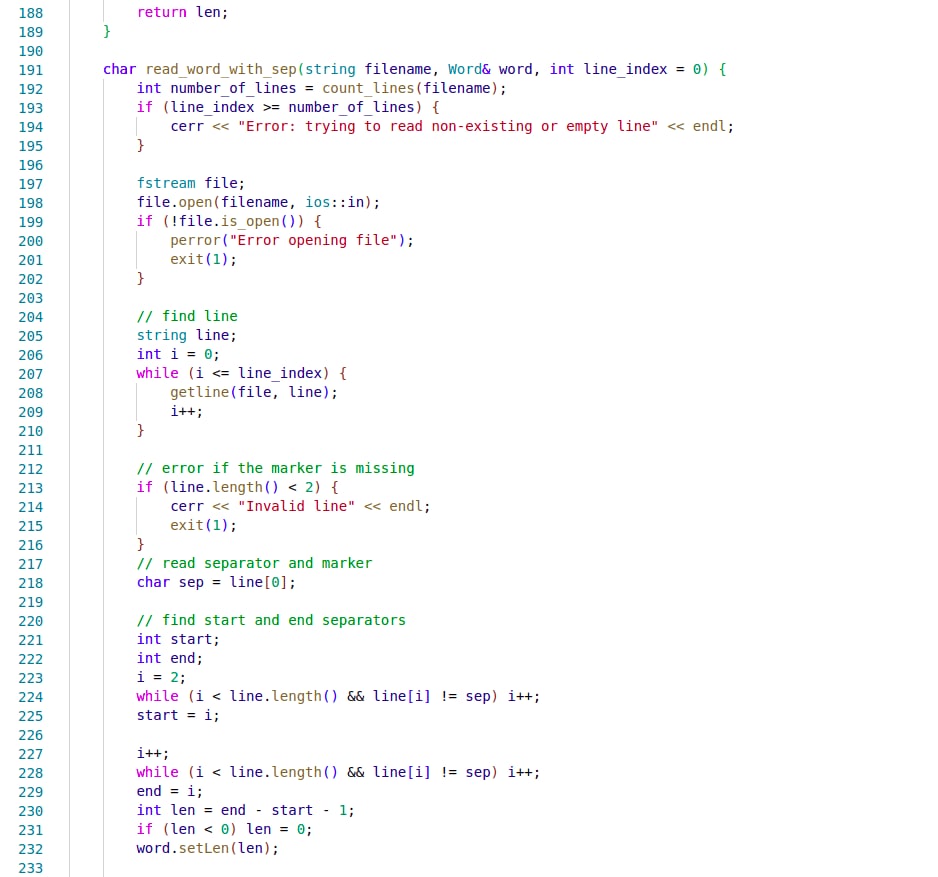 188         return len;
189     }
190
191     char read_word_with_sep(string filename, Word& word, int line_index = 0) {
192         int number_of_lines = count_lines(filename);
193         if (line_index >= number_of_lines) {
194             cerr << "Error: trying to read non-existing or empty line" << endl;
195         }
196
197         fstream file;
198         file.open(filename, ios::in);
199         if (!file.is_open()) {
200             perror("Error opening file");
201             exit(1);
202         }
203
204         // find line
205         string line;
206         int i = 0;
207         while (i <= line_index) {
208             getline(file, line);
209             i++;
210         }
211
212         // error if the marker is missing
213         if (line.length() < 2) {
214             cerr << "Invalid line" << endl;
215             exit(1);
216         }
217         // read separator and marker
218         char sep = line[0];
219
220         // find start and end separators
221         int start;
222         int end;
223         i = 2;
224         while (i < line.length() && line[i] != sep) i++;
225         start = i;
226
227         i++;
228         while (i < line.length() && line[i] != sep) i++;
229         end = i;
230         int len = end - start - 1;
231         if (len < 0) len = 0;
232         word.setLen(len);
233